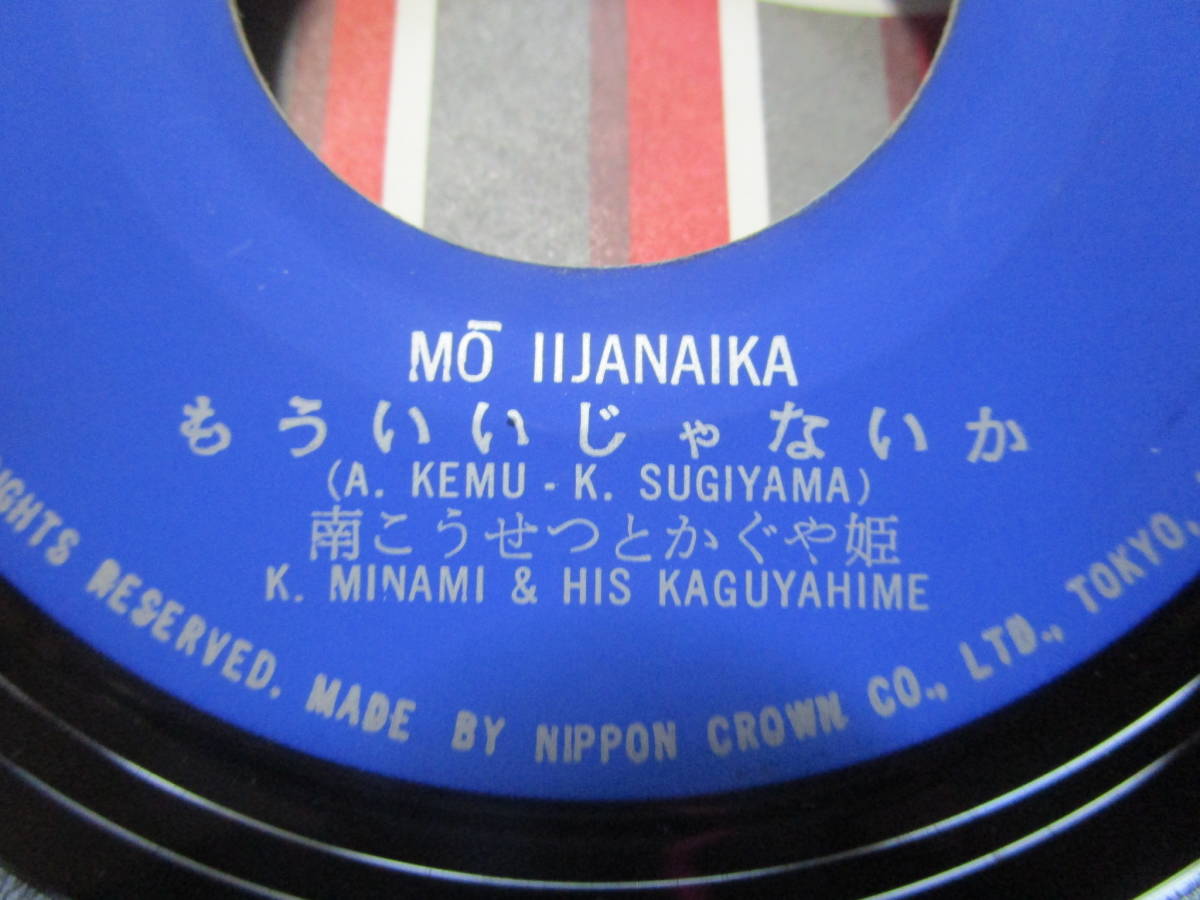 MŌ IIJANAIKA
もういいじゃないか
(A. KEMU - K. SUGIYAMA)
南こうせつとかぐや姫
K. MINAMI & HIS KAGUYAHIME
RESERVED. MADE BY NIPPON CROWN CO., LTD., TOKYO,